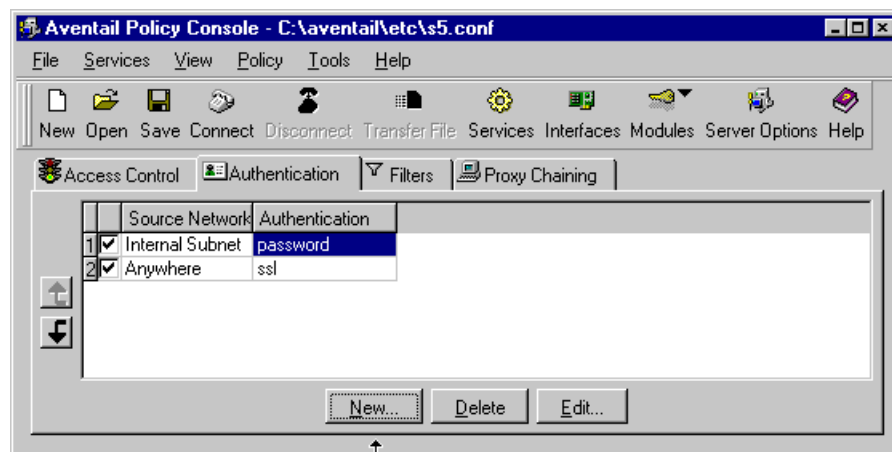 Aventail Policy Console - C:\aventail\etc\s5.conf
File Services View Policy Tools Help
New Open Save Connect Disconnect Transfer File Services Interfaces Modules Server Options Help
Access Control Authentication Filters Proxy Chaining
Source Network Authentication
1 Internal Subnet password
2 Anywhere ssl
New... Delete Edit...